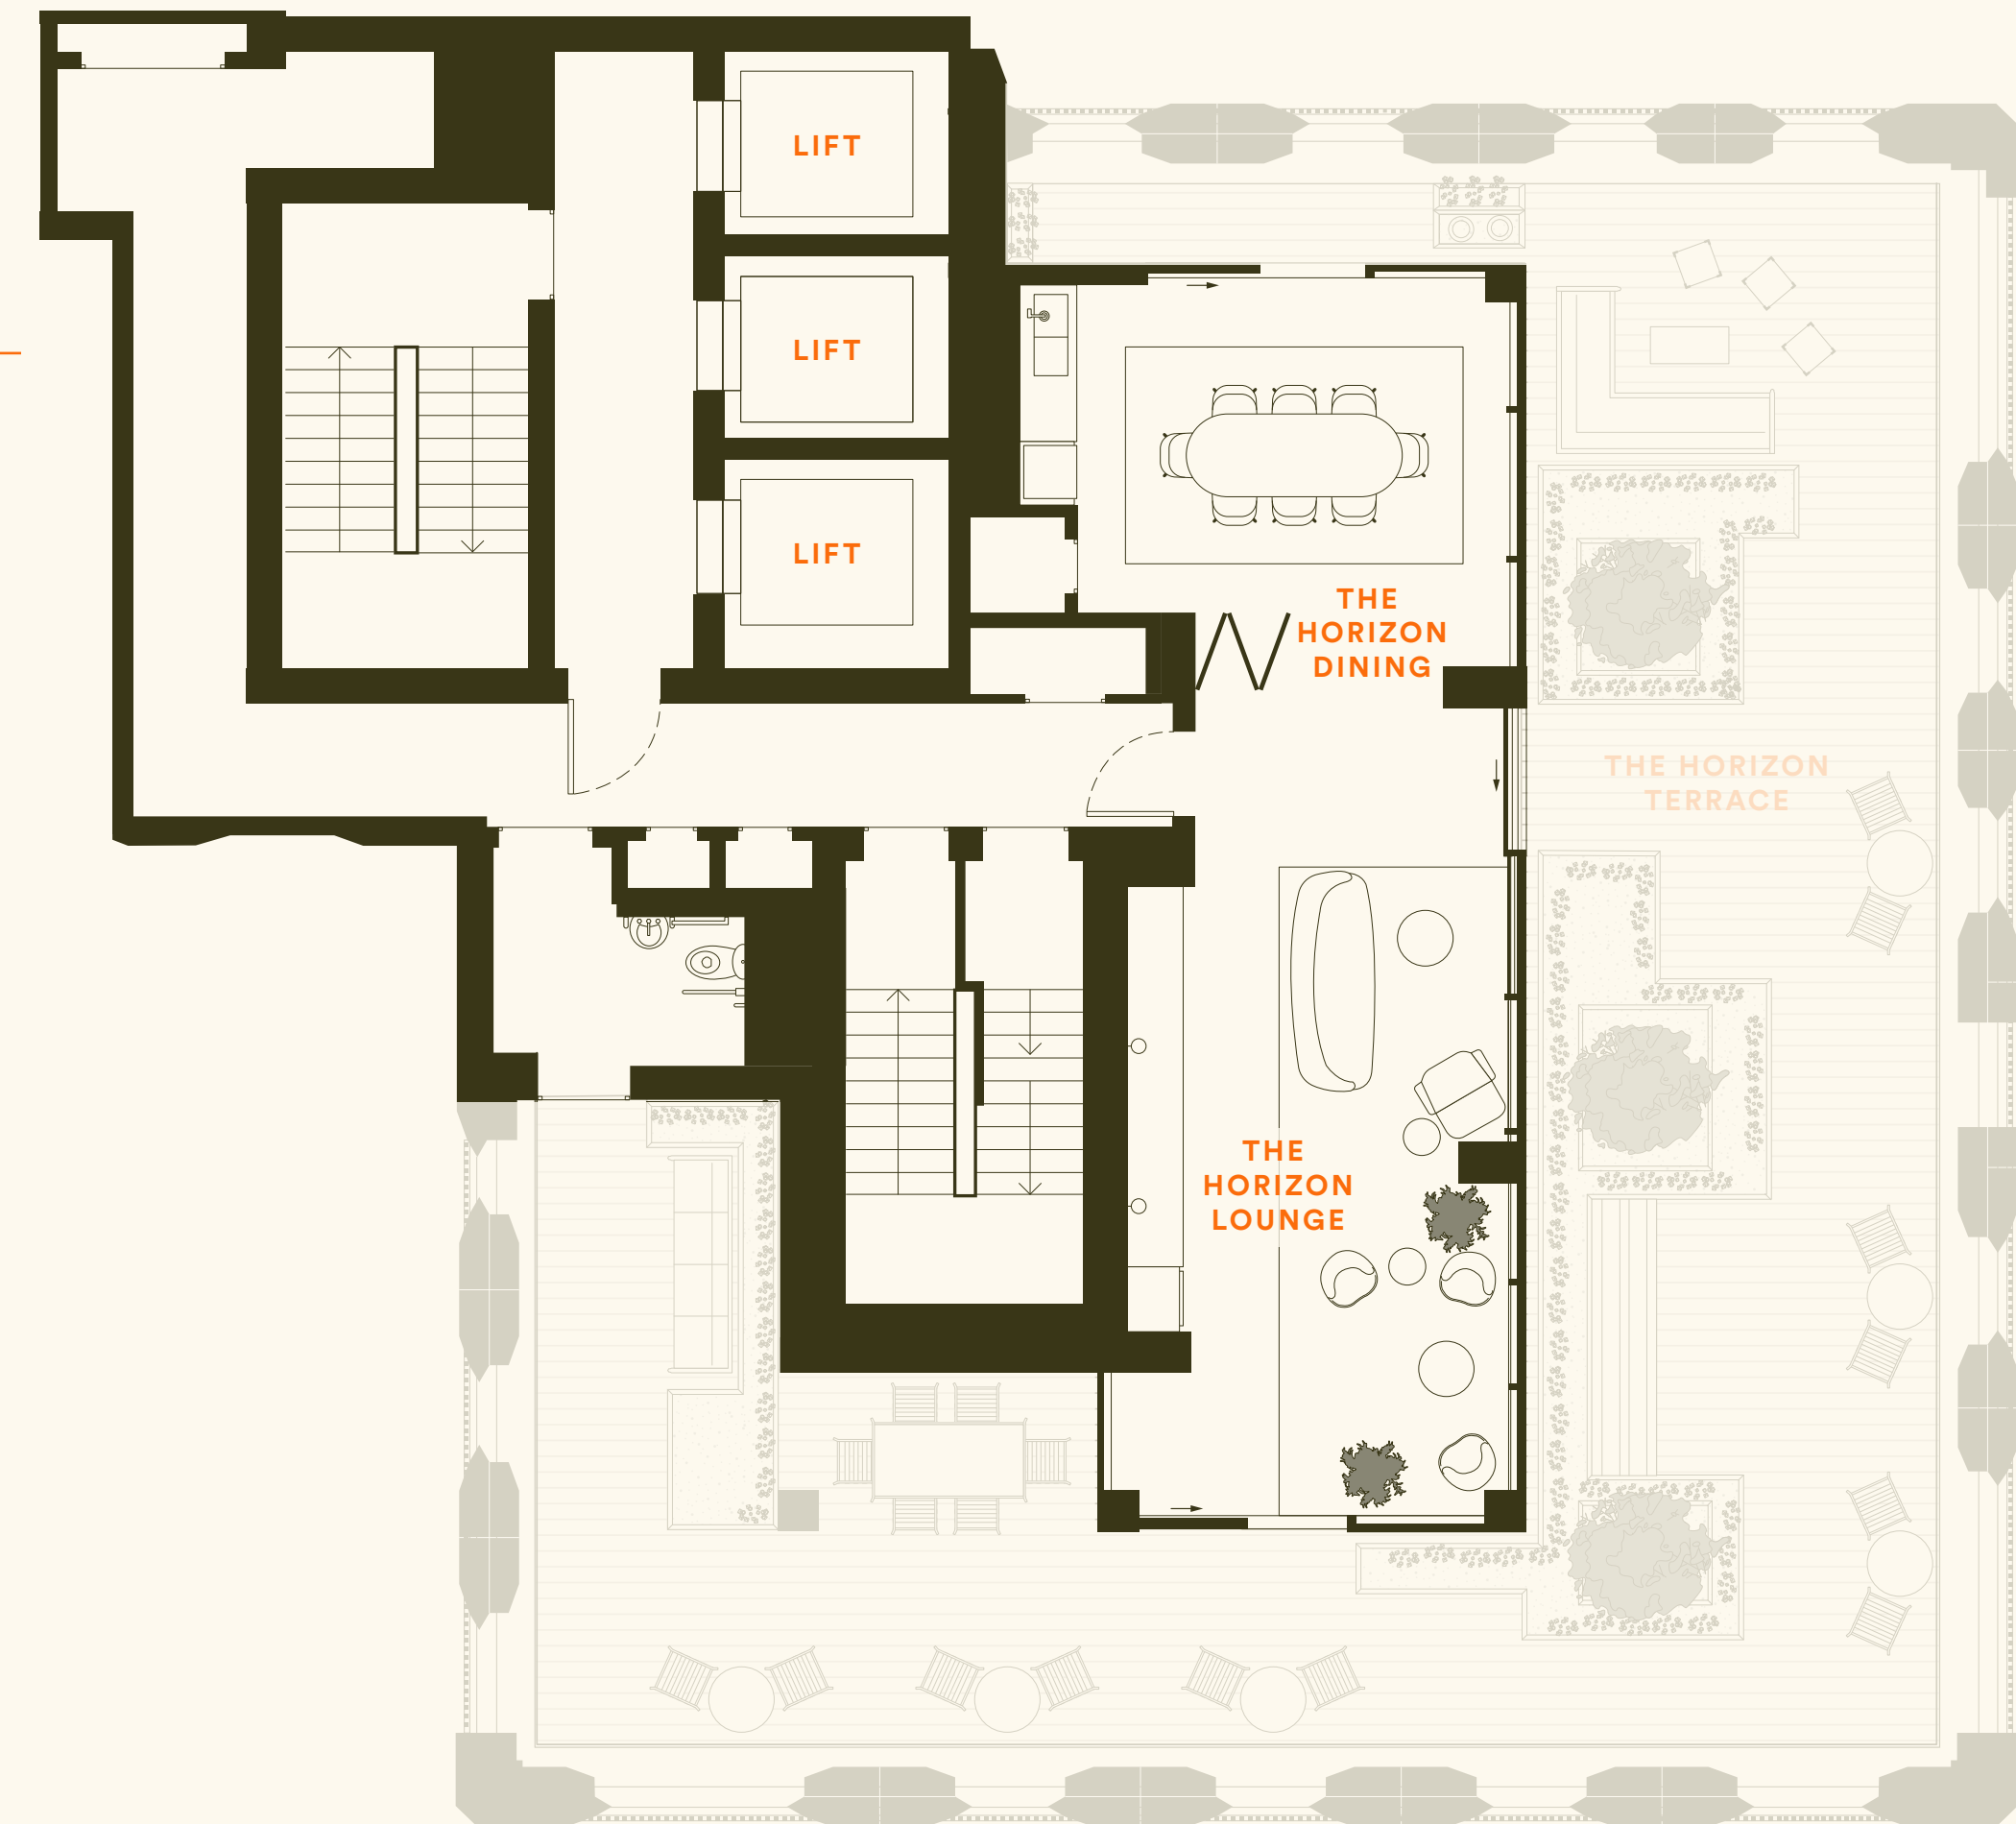 LIFT
LIFT
LIFT
THE
HORIZON
DINING
THE HORIZON
TERRACE
THE
HORIZON
LOUNGE